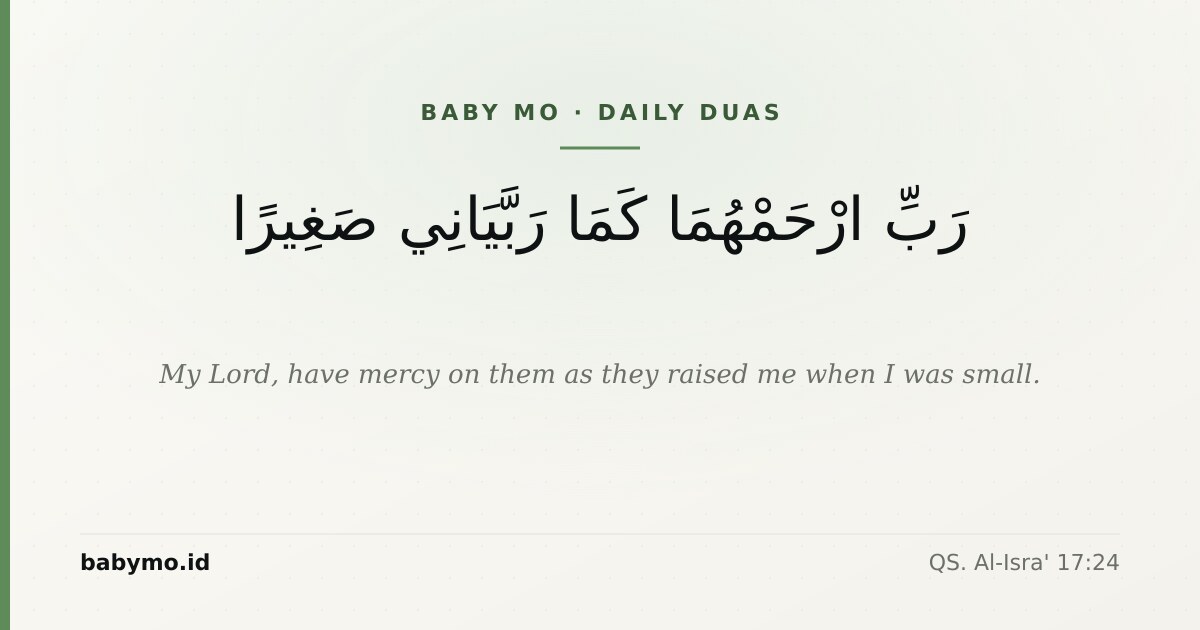 BABY MO · DAILY DUAS
رَبِّ ارْحَمْهُمَا كَمَا رَبَّيَانِي صَغِيرًا
My Lord, have mercy on them as they raised me when I was small.
babymo.id
QS. Al-Isra' 17:24